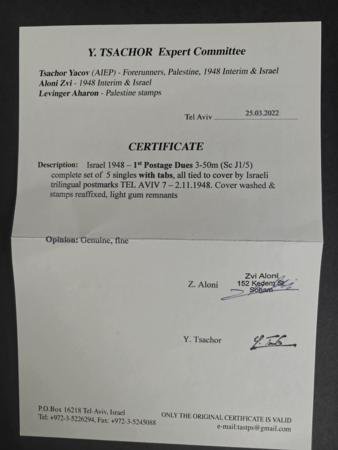 Y. TSACHOR Expert Committee
Tsachor Yacov (AIEP) - Forerunners, Palestine, 1948 Interim & Israel
Aloni Zvi - 1948 Interim & Israel
Levinger Aharon - Palestine stamps
Tel Aviv 25.03.2022
CERTIFICATE
Description: Israel 1948 – 1st Postage Dues 3-50m (Sc J1/5)
complete set of 5 singles with tabs, all tied to cover by Israeli
trilingual postmarks TEL AVIV 7 – 2.11.1948. Cover washed &
stamps reaffixed, light gum remnants
Opinion: Genuine, fine
Z. Aloni
Zvi Aloni
152 Kedem St
Shoham
Y. Tsachor
P.O.Box 16218 Tel-Aviv, Israel
Tel: +972-3-5226294, Fax: +972-3-5245088
ONLY THE ORIGINAL CERTIFICATE IS VALID
e-mail:tastps@gmail.com